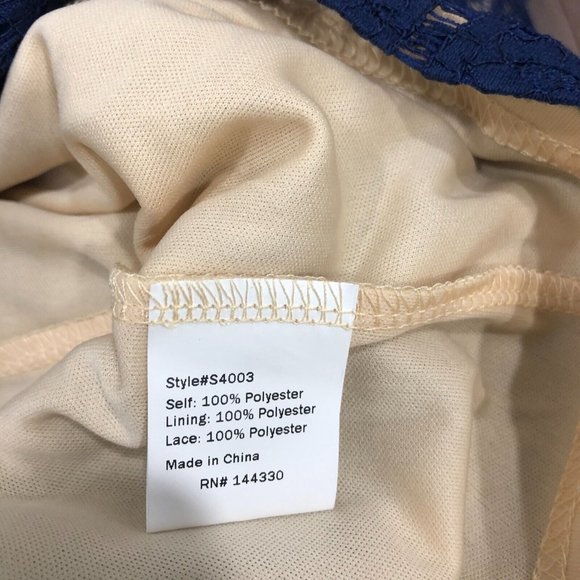 Style#S4003
Self: 100% Polyester
Lining: 100% Polyester
Lace: 100% Polyester
Made in China
RN# 144330